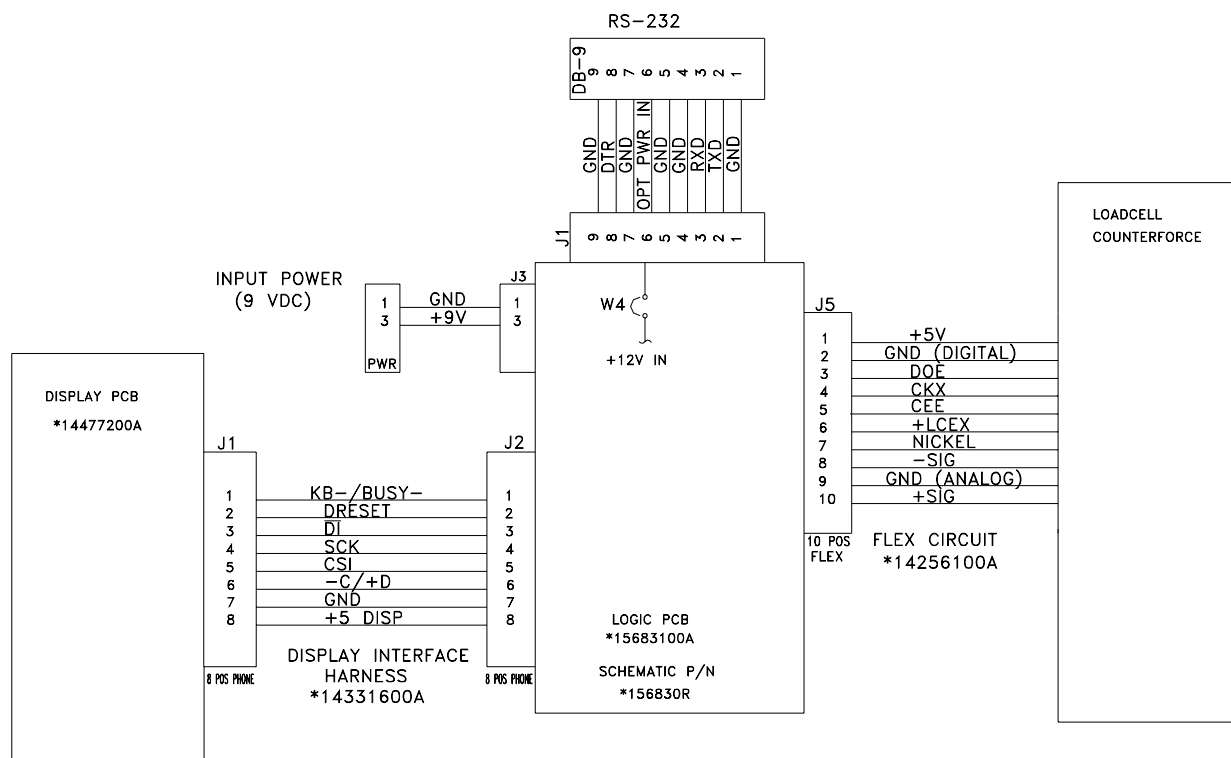 RS-232
DB-9
9 8 7 6 5 4 3 2 1
GND
DTR
GND
OPT PWR IN
GND
GND
RXD
TXD
GND
J1
9 8 7 6 5 4 3 2 1
INPUT POWER
(9 VDC)
1
3
PWR
GND
+9V
J3
1
3
W4
+12V IN
LOADCELL
COUNTERFORCE
J5
1 +5V
2 GND (DIGITAL)
3 DOE
4 CKX
5 CEE
6 +LCEX
7 NICKEL
8 -SIG
9 GND (ANALOG)
10 +SIG
10 POS
FLEX
FLEX CIRCUIT
*14256100A
DISPLAY PCB
*14477200A
J1
J2
1 KB-/BUSY- 1
2 DRESET 2
3 DI 3
4 SCK 4
5 CSI 5
6 -C/+D 6
7 GND 7
8 +5 DISP 8
8 POS PHONE
8 POS PHONE
DISPLAY INTERFACE
HARNESS
*14331600A
LOGIC PCB
*15683100A
SCHEMATIC P/N
*156830R